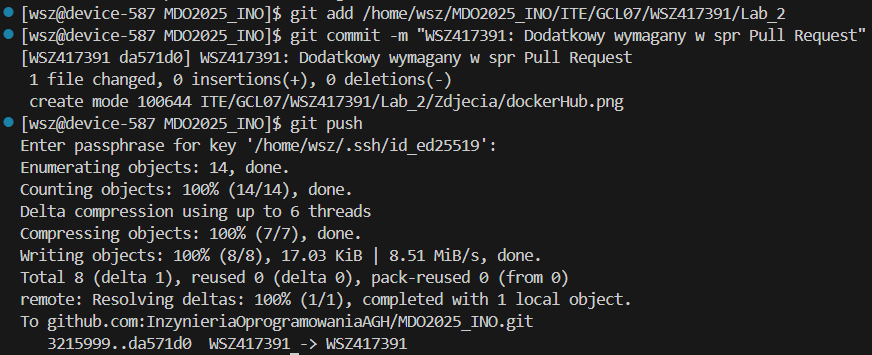 [wsz@device-587 MDO2025_INO]$ git add /home/wsz/MDO2025_INO/ITE/GCL07/WSZ417391/Lab_2
[wsz@device-587 MDO2025_INO]$ git commit -m "WSZ417391: Dodatkowy wymagany w spr Pull Request"
[WSZ417391 da571d0] WSZ417391: Dodatkowy wymagany w spr Pull Request
 1 file changed, 0 insertions(+), 0 deletions(-)
 create mode 100644 ITE/GCL07/WSZ417391/Lab_2/Zdjecia/dockerHub.png
[wsz@device-587 MDO2025_INO]$ git push
Enter passphrase for key '/home/wsz/.ssh/id_ed25519':
Enumerating objects: 14, done.
Counting objects: 100% (14/14), done.
Delta compression using up to 6 threads
Compressing objects: 100% (7/7), done.
Writing objects: 100% (8/8), 17.03 KiB | 8.51 MiB/s, done.
Total 8 (delta 1), reused 0 (delta 0), pack-reused 0 (from 0)
remote: Resolving deltas: 100% (1/1), completed with 1 local object.
To github.com:InzynieriaOprogramowaniaAGH/MDO2025_INO.git
   3215999..da571d0  WSZ417391 -> WSZ417391